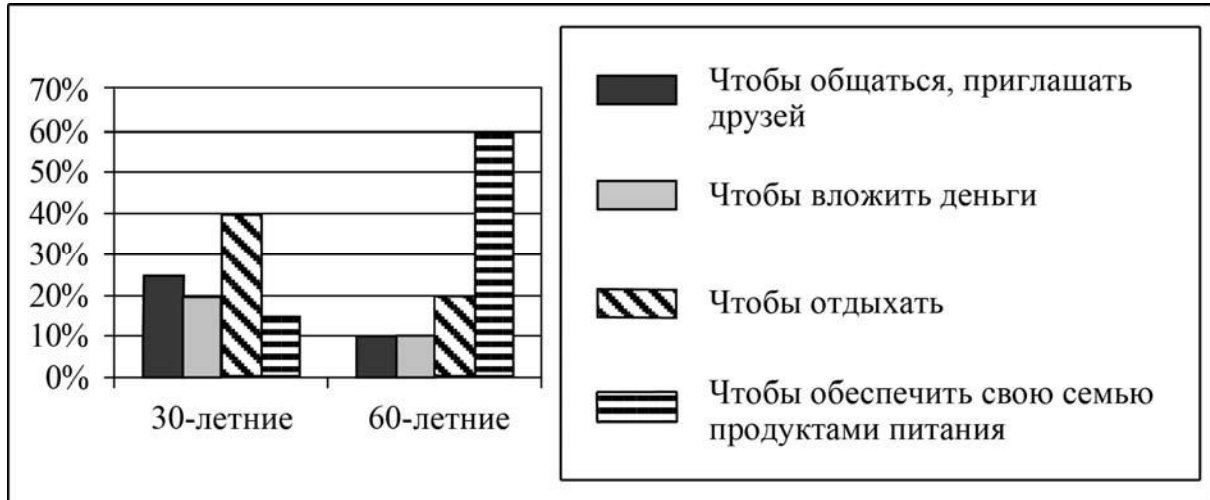 70%
60%
50%
40%
30%
20%
10%
0%
30-летние
60-летние
Чтобы общаться, приглашать
друзей
Чтобы вложить деньги
Чтобы отдыхать
Чтобы обеспечить свою семью
продуктами питания